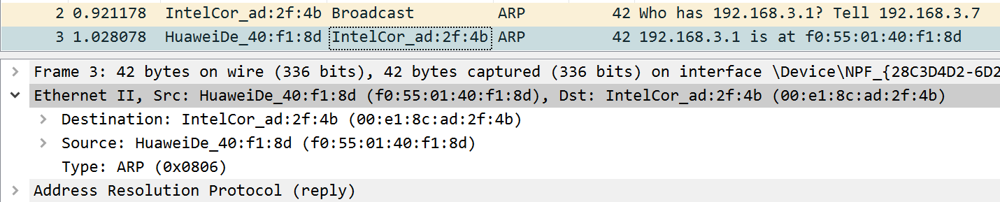 2 0.921178 IntelCor_ad:2f:4b Broadcast ARP 42 Who has 192.168.3.1? Tell 192.168.3.7
3 1.028078 HuaweiDe_40:f1:8d IntelCor_ad:2f:4b ARP 42 192.168.3.1 is at f0:55:01:40:f1:8d
Frame 3: 42 bytes on wire (336 bits), 42 bytes captured (336 bits) on interface \Device\NPF_{28C3D4D2-6D2
Ethernet II, Src: HuaweiDe_40:f1:8d (f0:55:01:40:f1:8d), Dst: IntelCor_ad:2f:4b (00:e1:8c:ad:2f:4b)
Destination: IntelCor_ad:2f:4b (00:e1:8c:ad:2f:4b)
Source: HuaweiDe_40:f1:8d (f0:55:01:40:f1:8d)
Type: ARP (0x0806)
Address Resolution Protocol (reply)